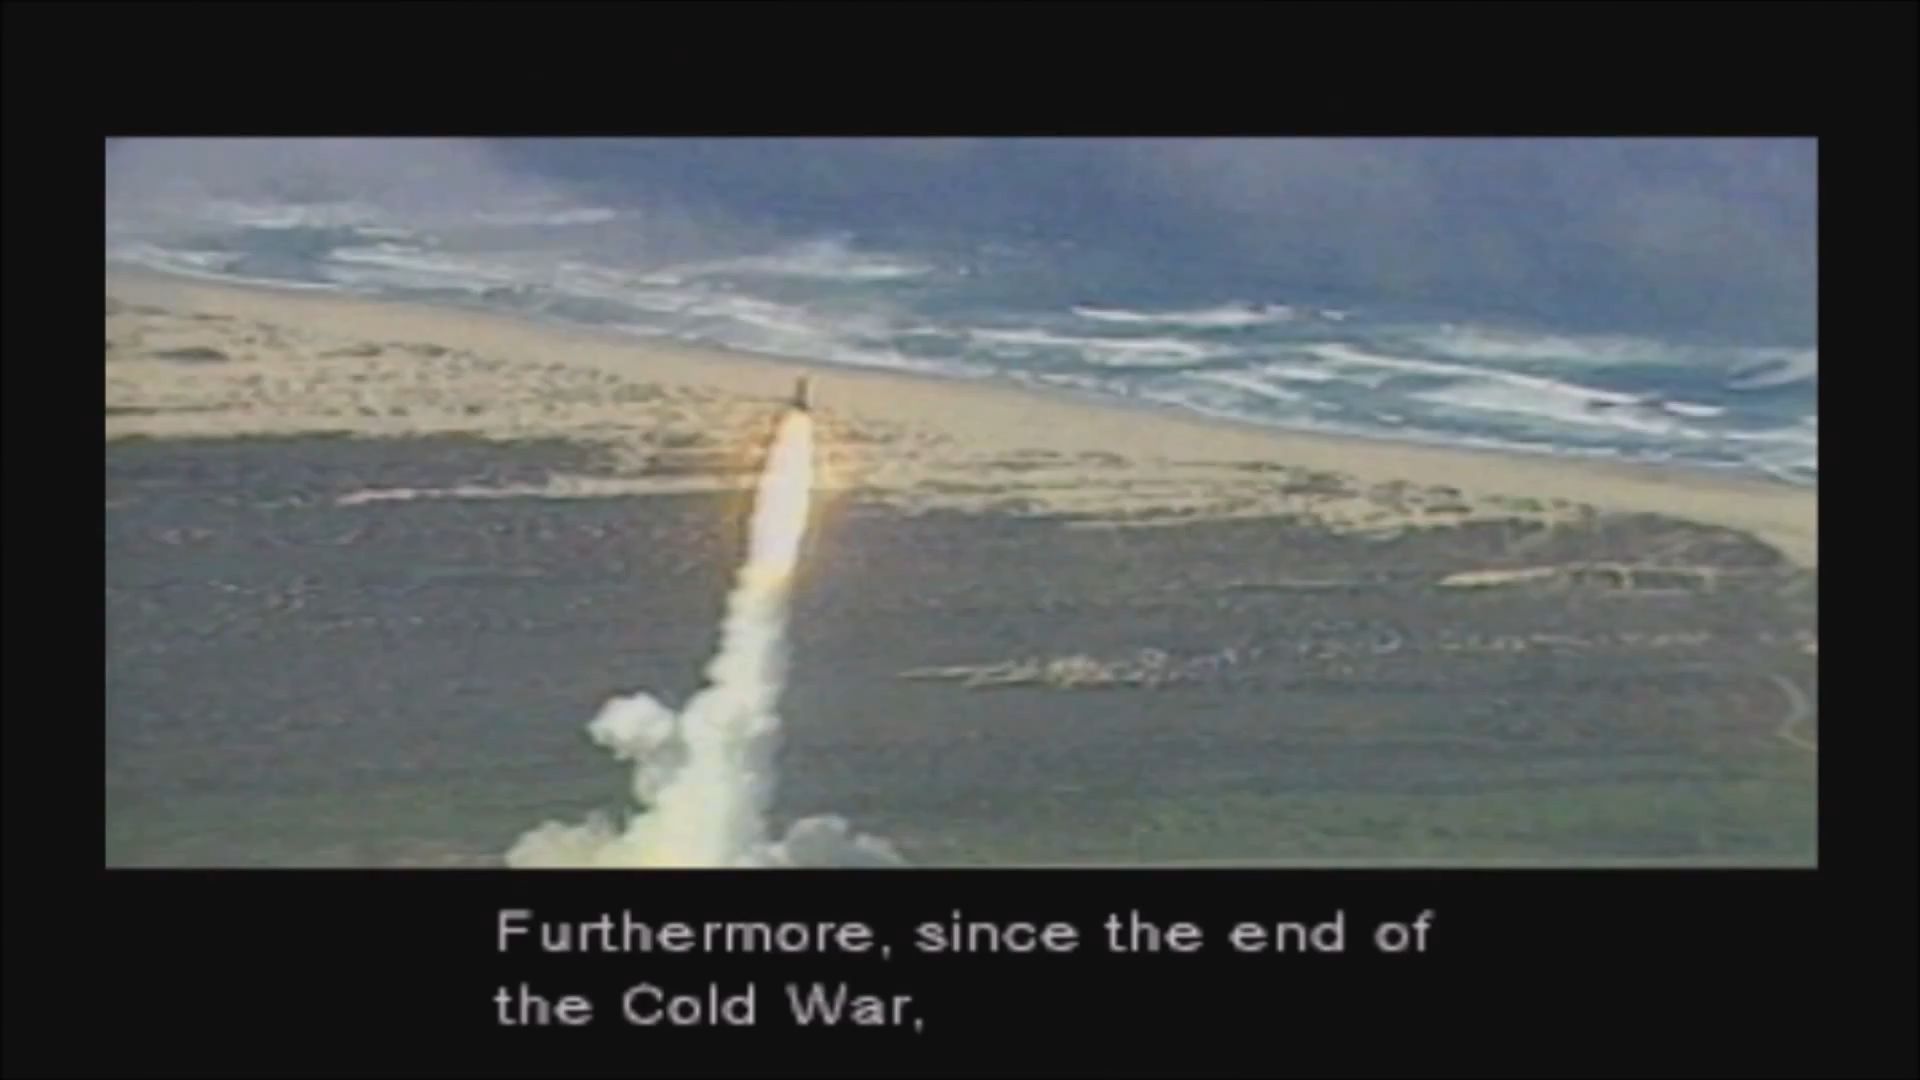 Furthermore, since the end of
the Cold War,